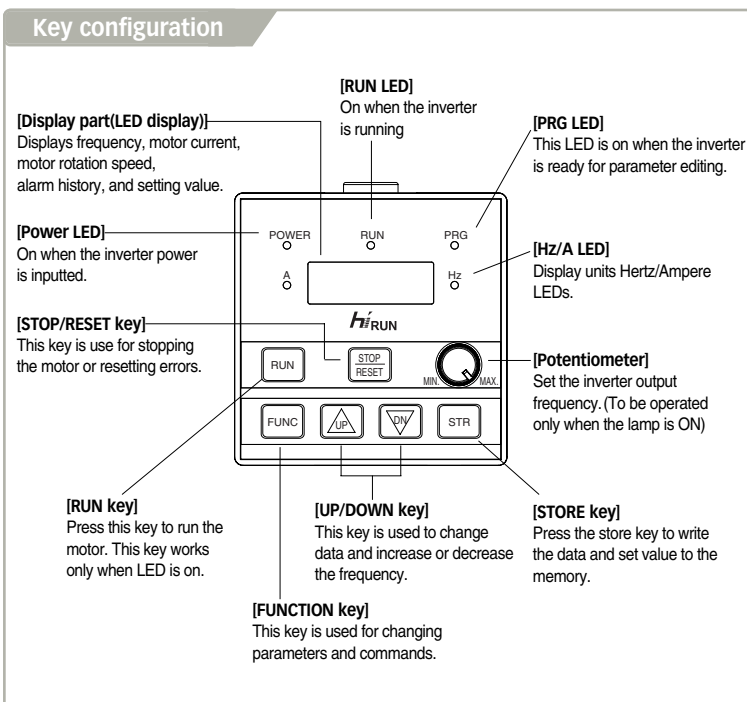 Key configuration
[RUN LED]
On when the inverter
is running
[Display part(LED display)]
Displays frequency, motor current,
motor rotation speed,
alarm history, and setting value.
[PRG LED]
This LED is on when the inverter
is ready for parameter editing.
[Power LED]
On when the inverter power
is inputted.
[Hz/A LED]
Display units Hertz/Ampere
LEDs.
[STOP/RESET key]
This key is use for stopping
the motor or resetting errors.
[Potentiometer]
Set the inverter output
frequency. (To be operated
only when the lamp is ON)
POWER
RUN
PRG
A
Hz
hi RUN
RUN
STOP
RESET
MIN.
MAX.
FUNC
UP
DN
STR
[RUN key]
Press this key to run the
motor. This key works
only when LED is on.
[UP/DOWN key]
This key is used to change
data and increase or decrease
the frequency.
[STORE key]
Press the store key to write
the data and set value to the
memory.
[FUNCTION key]
This key is used for changing
parameters and commands.